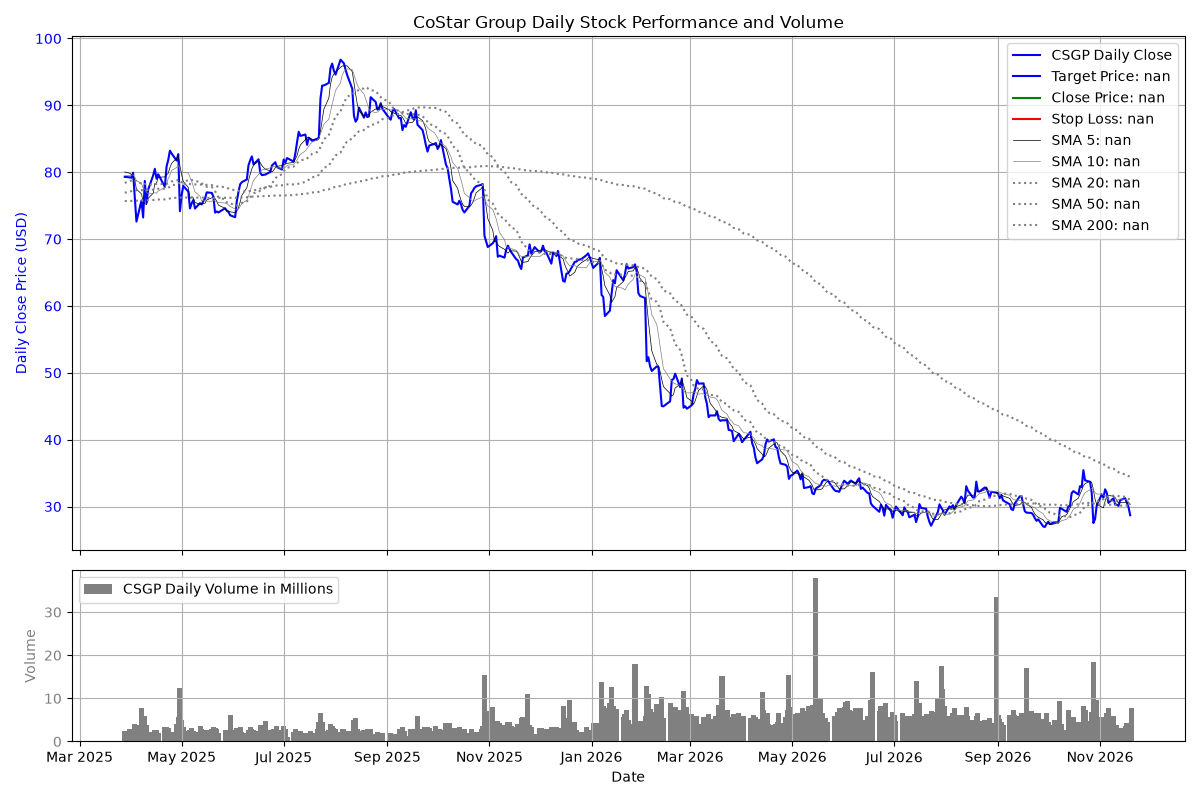 CoStar Group Daily Stock Performance and Volume
100
90
80
70
60
50
40
30
Daily Close Price (USD)
CSGP Daily Close
Target Price: nan
Close Price: nan
Stop Loss: nan
SMA 5: nan
SMA 10: nan
SMA 20: nan
SMA 50: nan
SMA 200: nan
CSGP Daily Volume in Millions
30
20
10
0
Volume
Mar 2025 May 2025 Jul 2025 Sep 2025 Nov 2025 Jan 2026 Mar 2026 May 2026 Jul 2026 Sep 2026 Nov 2026
Date